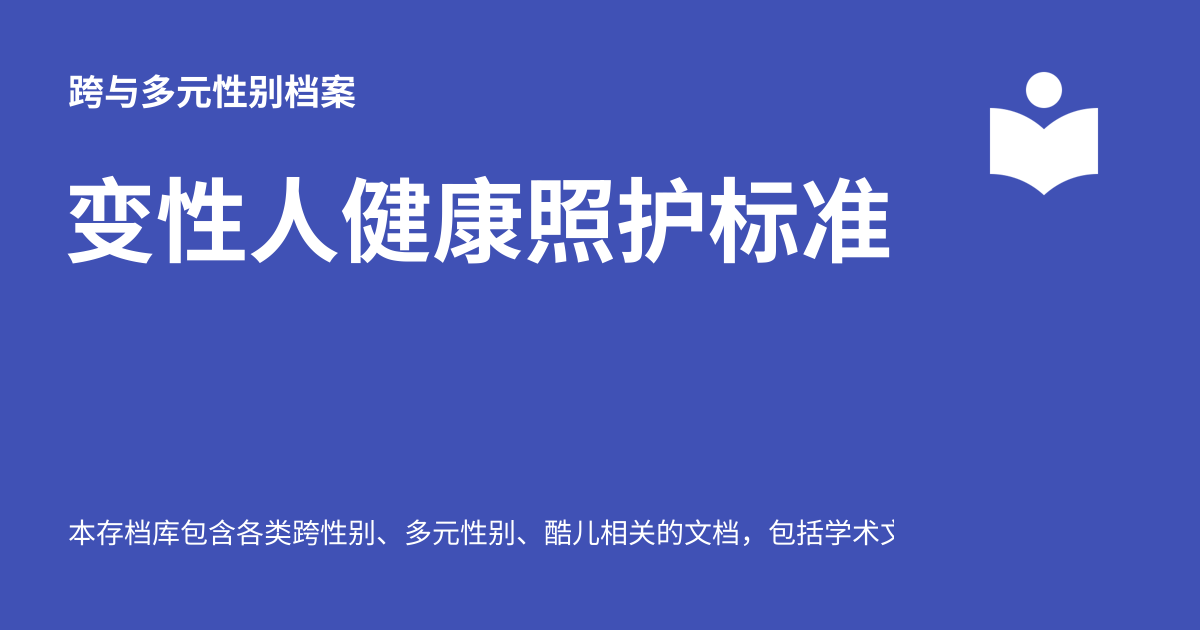 跨与多元性别档案
变性人健康照护标准
本存档库包含各类跨性别、多元性别、酷儿相关的文档，包括学术